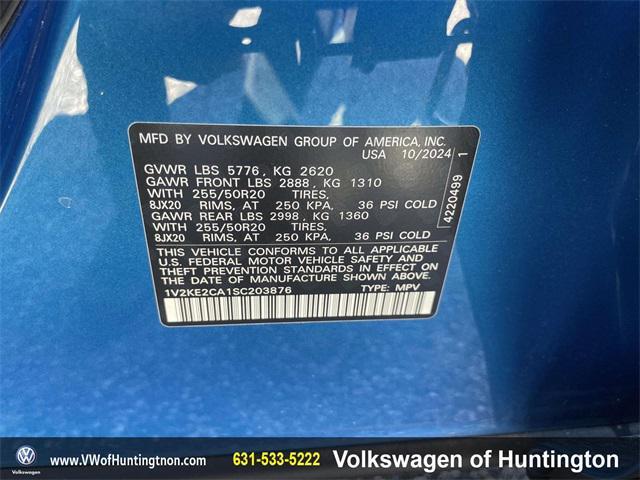 MFD BY VOLKSWAGEN GROUP OF AMERICA, INC.
USA 10/2024
GVWR LBS 5776, KG 2620
GAWR FRONT LBS 2888, KG 1310
WITH 255/50R20 TIRES,
8JX20 RIMS, AT 250 KPA, 36 PSI COLD
GAWR REAR LBS 2998, KG 1360
WITH 255/50R20 TIRES,
8JX20 RIMS, AT 250 KPA, 36 PSI COLD
THIS VEHICLE CONFORMS TO ALL APPLICABLE
U.S. FEDERAL MOTOR VEHICLE SAFETY AND
THEFT PREVENTION STANDARDS IN EFFECT ON
THE DATE OF MANUFACTURE SHOWN ABOVE
1V2KE2CA1SC203876 TYPE: MPV
4220499 1
Volkswagen
www.VWofHuntingtnon.com 631-533-5222 Volkswagen of Huntington